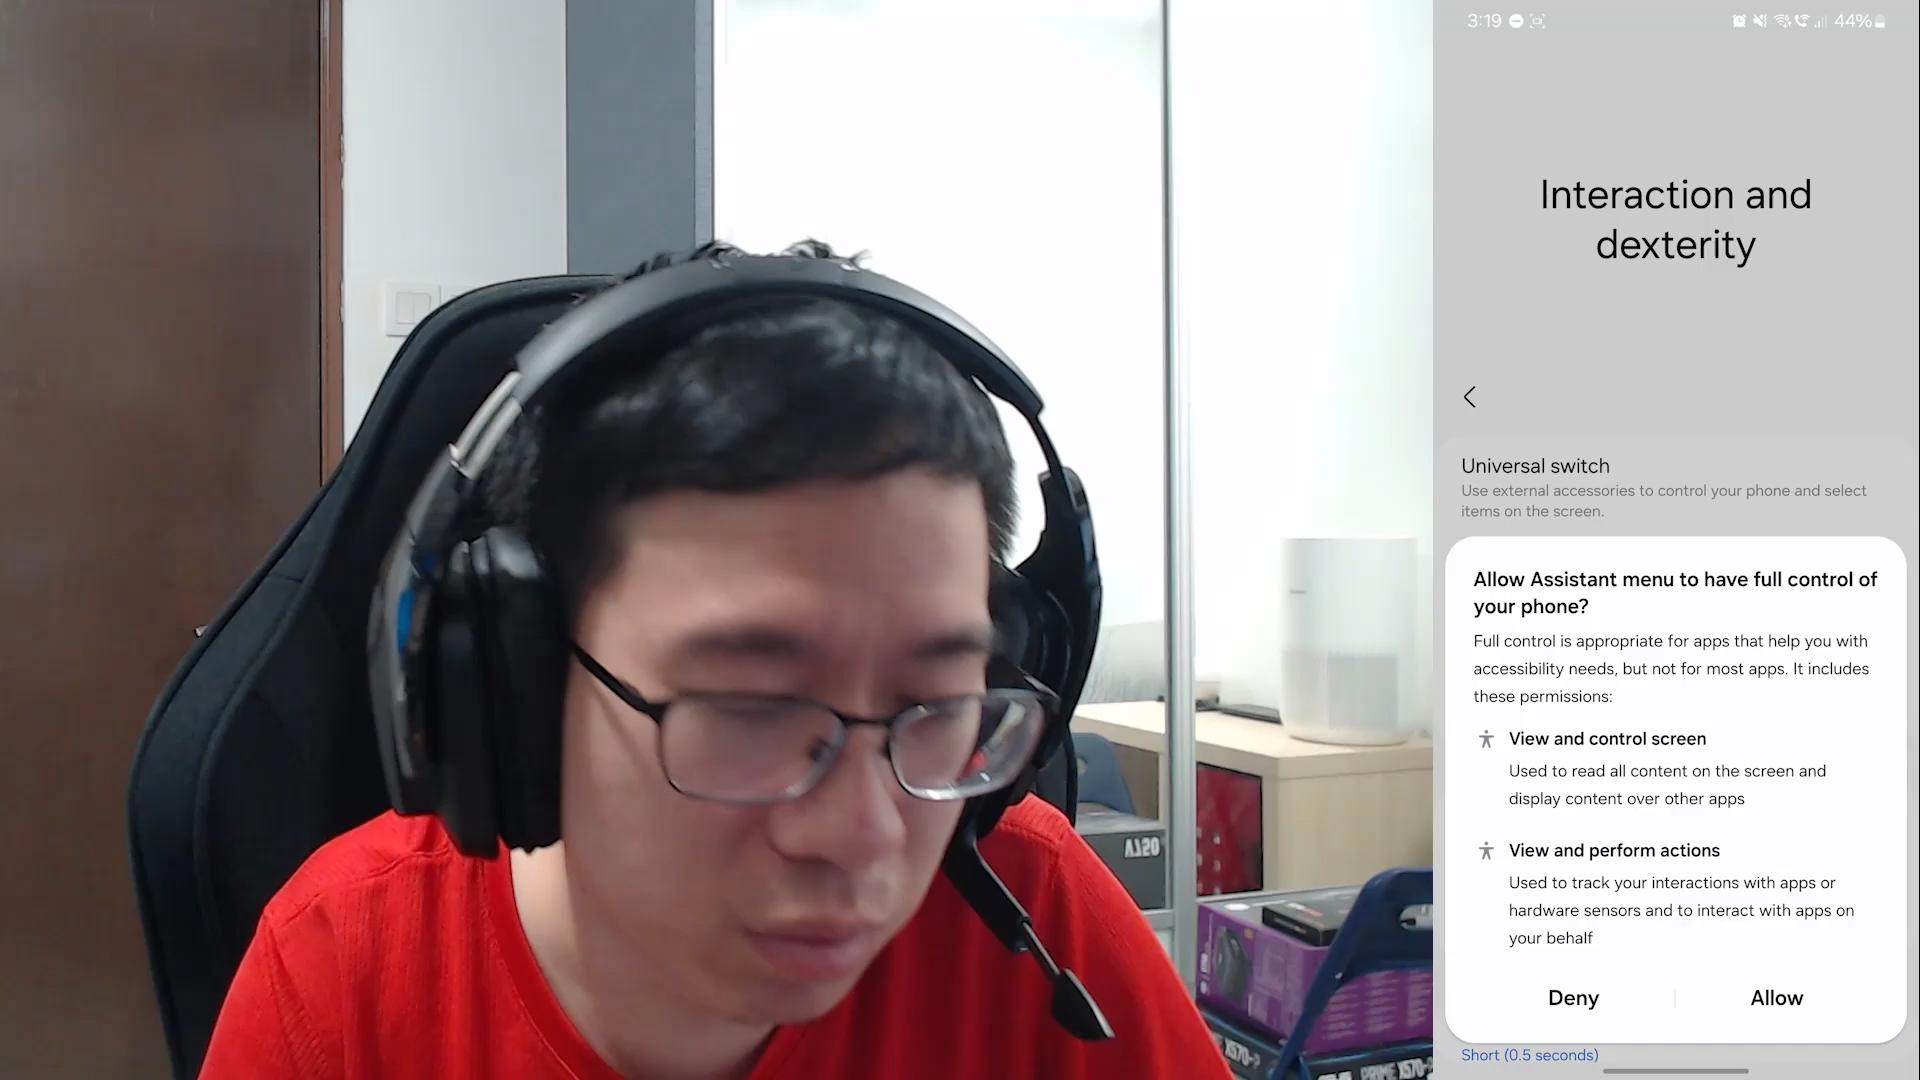 3:19
44%
Interaction and
dexterity
Universal switch
Use external accessories to control your phone and select
items on the screen.
Allow Assistant menu to have full control of
your phone?
Full control is appropriate for apps that help you with
accessibility needs, but not for most apps. It includes
these permissions:
View and control screen
Used to read all content on the screen and
display content over other apps
View and perform actions
Used to track your interactions with apps or
hardware sensors and to interact with apps on
your behalf
Deny
Allow
Short (0.5 seconds)
A750
X570-P
PRIME X570-P